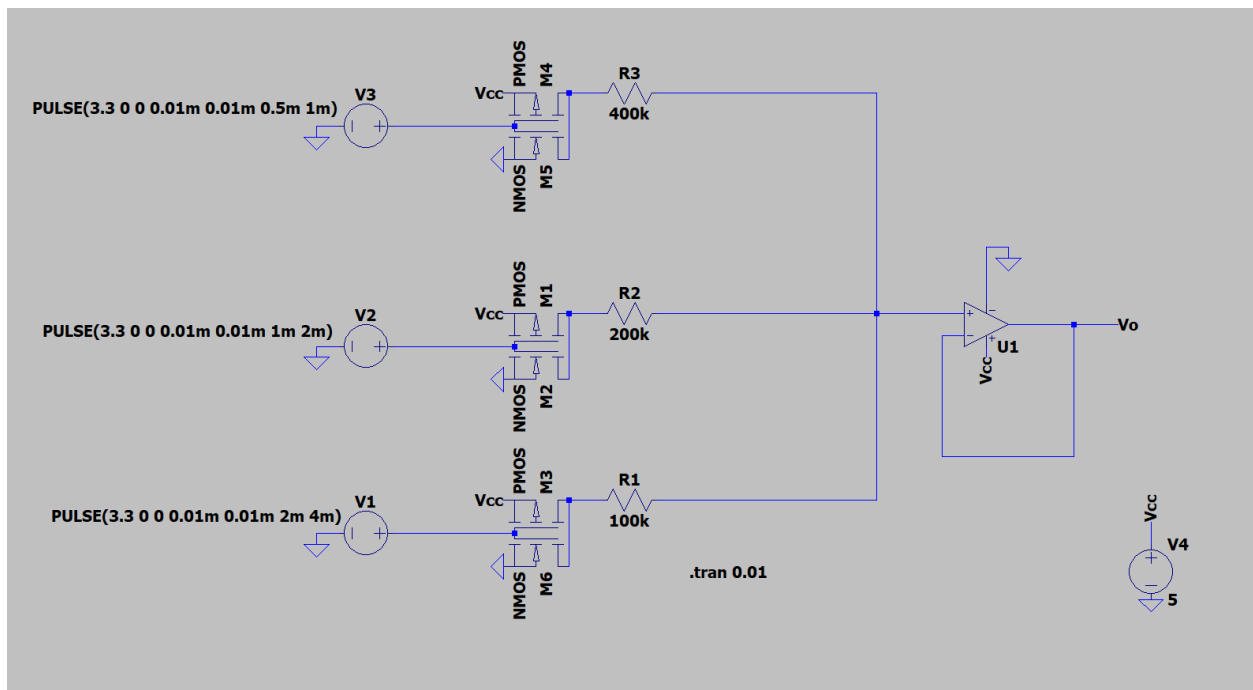 PMOS
M4
R3
Vcc
V3
400k
PULSE(3.3 0 0 0.01m 0.01m 0.5m 1m)
NMOS
M5
PMOS
M1
R2
Vcc
V2
200k
PULSE(3.3 0 0 0.01m 0.01m 1m 2m)
Vo
U1
Vcc
NMOS
M2
PMOS
M3
R1
Vcc
V1
100k
PULSE(3.3 0 0 0.01m 0.01m 2m 4m)
NMOS
M6
.tran 0.01
Vcc
V4
5